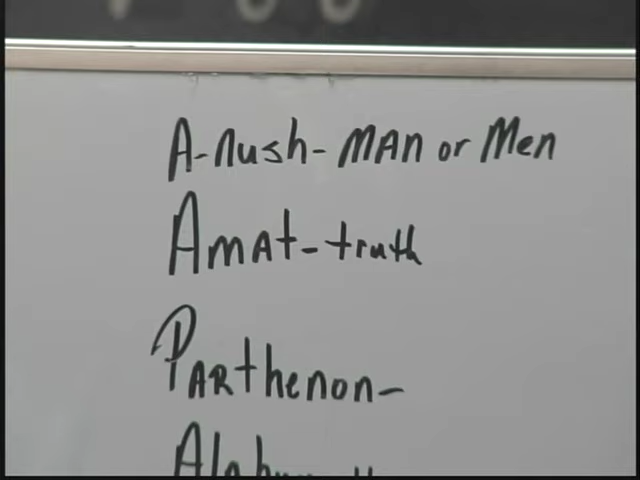 A-nush- MAN or Men
Amat-truth
Parthenon-